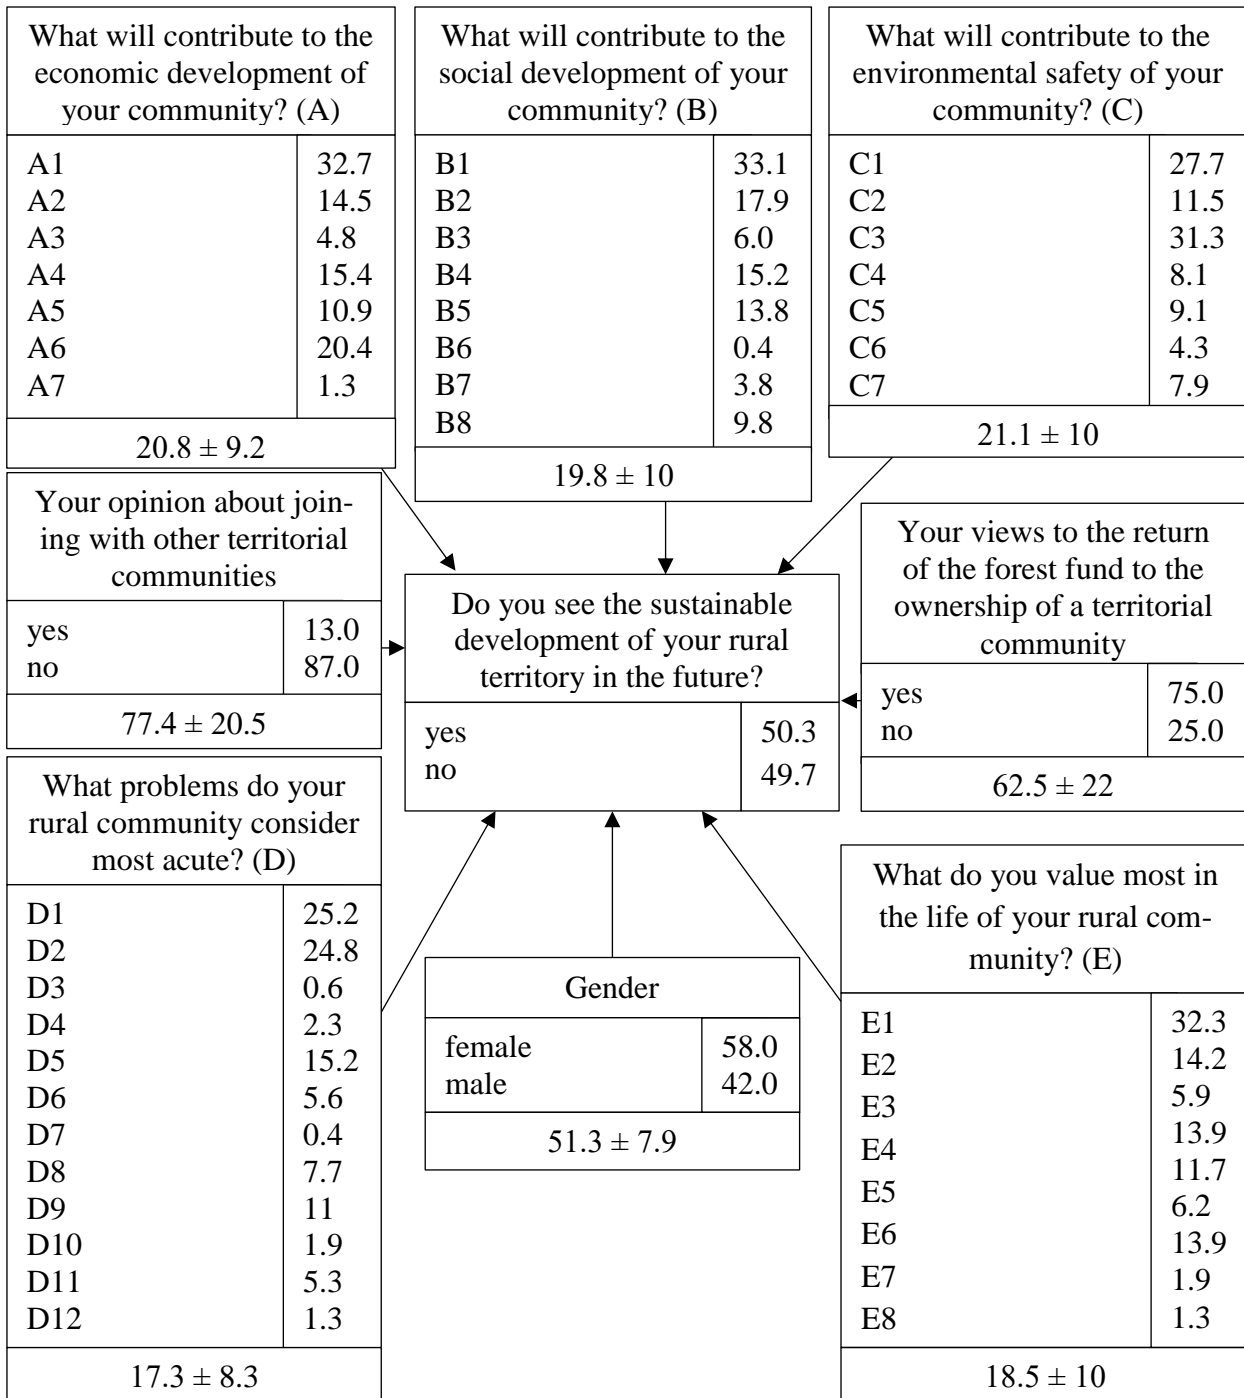 What will contribute to the
economic development of
your community? (A)
A1 32.7
A2 14.5
A3 4.8
A4 15.4
A5 10.9
A6 20.4
A7 1.3
20.8 ± 9.2
What will contribute to the
social development of your
community? (B)
B1 33.1
B2 17.9
B3 6.0
B4 15.2
B5 13.8
B6 0.4
B7 3.8
B8 9.8
19.8 ± 10
What will contribute to the
environmental safety of your
community? (C)
C1 27.7
C2 11.5
C3 31.3
C4 8.1
C5 9.1
C6 4.3
C7 7.9
21.1 ± 10
Your opinion about join-
ing with other territorial
communities
yes 13.0
no 87.0
77.4 ± 20.5
Do you see the sustainable
development of your rural
territory in the future?
yes 50.3
no 49.7
Your views to the return
of the forest fund to the
ownership of a territorial
community
yes 75.0
no 25.0
62.5 ± 22
What problems do your
rural community consider
most acute? (D)
D1 25.2
D2 24.8
D3 0.6
D4 2.3
D5 15.2
D6 5.6
D7 0.4
D8 7.7
D9 11
D10 1.9
D11 5.3
D12 1.3
17.3 ± 8.3
Gender
female 58.0
male 42.0
51.3 ± 7.9
What do you value most in
the life of your rural com-
munity? (E)
E1
E2
E3
E4
E5
E6
E7
E8
32.3
14.2
5.9
13.9
11.7
6.2
13.9
1.9
1.3
18.5 ± 10